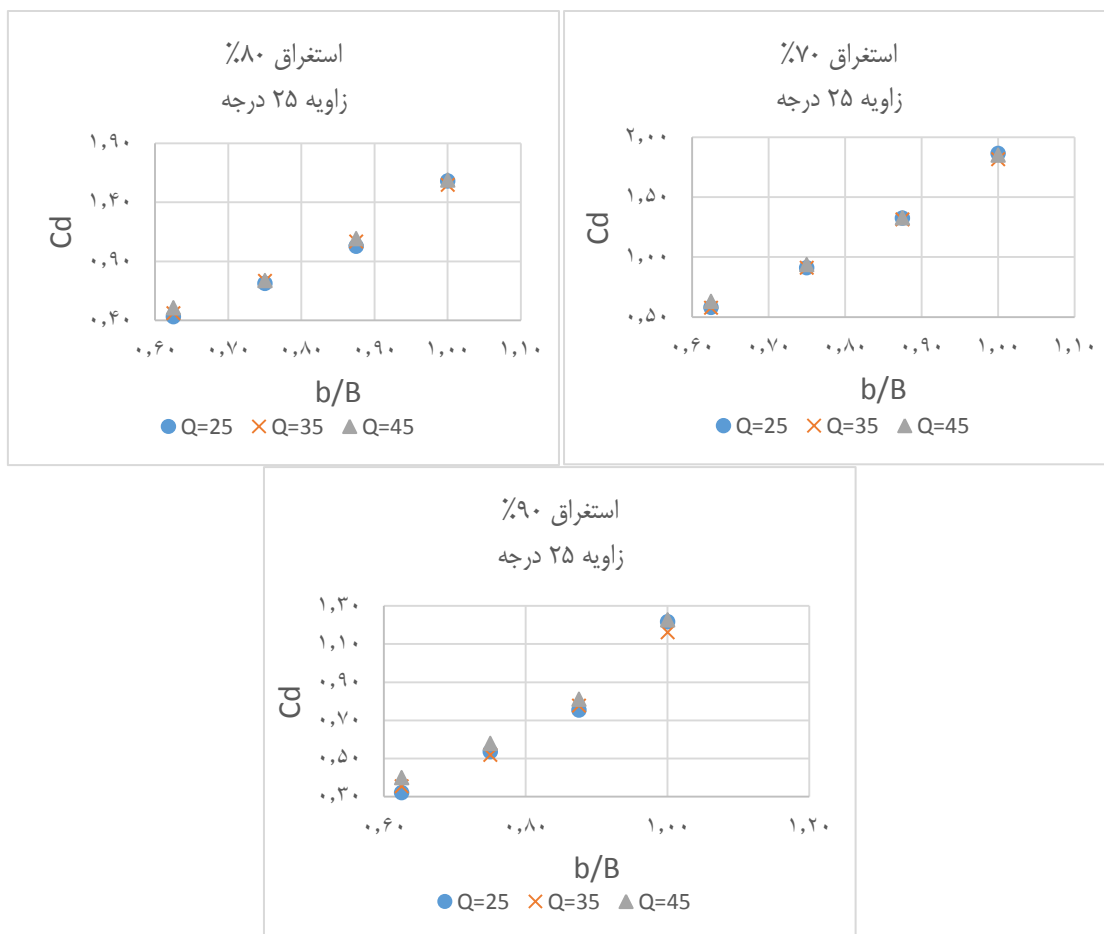 استغراق ۸۰٪
زاویه ۲۵ درجه
۱,۹۰
۱,۴۰
۰,۹۰
۰,۴۰
Cd
۰,۶۰ ۰,۷۰ ۰,۸۰ ۰,۹۰ ۱,۰۰ ۱,۱۰
b/B
Q=25 Q=35 Q=45
استغراق ۷۰٪
زاویه ۲۵ درجه
۲,۰۰
۱,۵۰
۱,۰۰
۰,۵۰
Cd
۰,۶۰ ۰,۷۰ ۰,۸۰ ۰,۹۰ ۱,۰۰ ۱,۱۰
b/B
Q=25 Q=35 Q=45
استغراق ۹۰٪
زاویه ۲۵ درجه
۱,۳۰
۱,۱۰
۰,۹۰
۰,۷۰
۰,۵۰
۰,۳۰
Cd
۰,۶۰ ۰,۸۰ ۱,۰۰ ۱,۲۰
b/B
Q=25 Q=35 Q=45